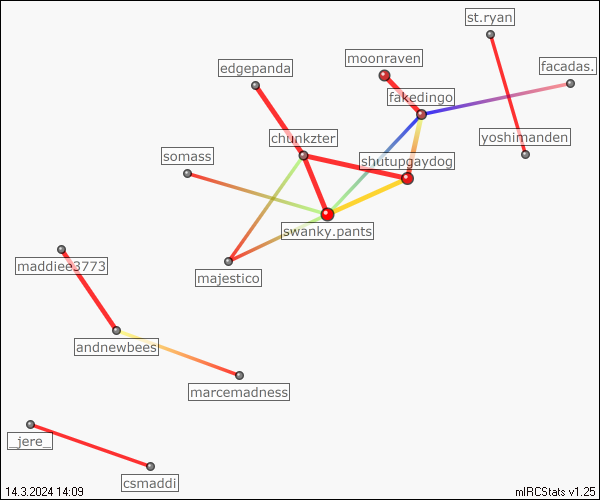 st.ryan
moonraven
facadas.
edgepanda
fakedingo
chunkzter
yoshimanden
somass
shutupgaydog
swanky.pants
maddiee3773
majestico
andnewbees
marcemadness
_jere_
csmaddi
14.3.2024 14:09
mIRCStats v1.25